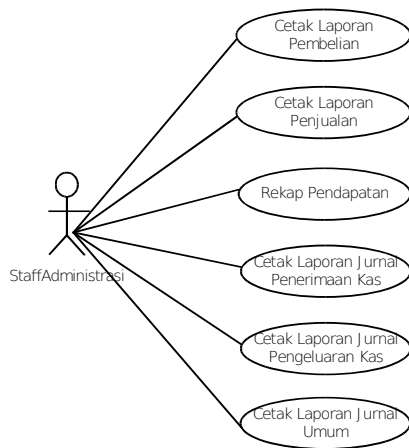 Cetak Laporan
Pembelian
Cetak Laporan
Penjualan
Rekap Pendapatan
StaffAdministrasi
Cetak Laporan Jurnal
Penerimaan Kas
Cetak Laporan Jurnal
Pengeluaran Kas
Cetak Laporan Jurnal
Umum